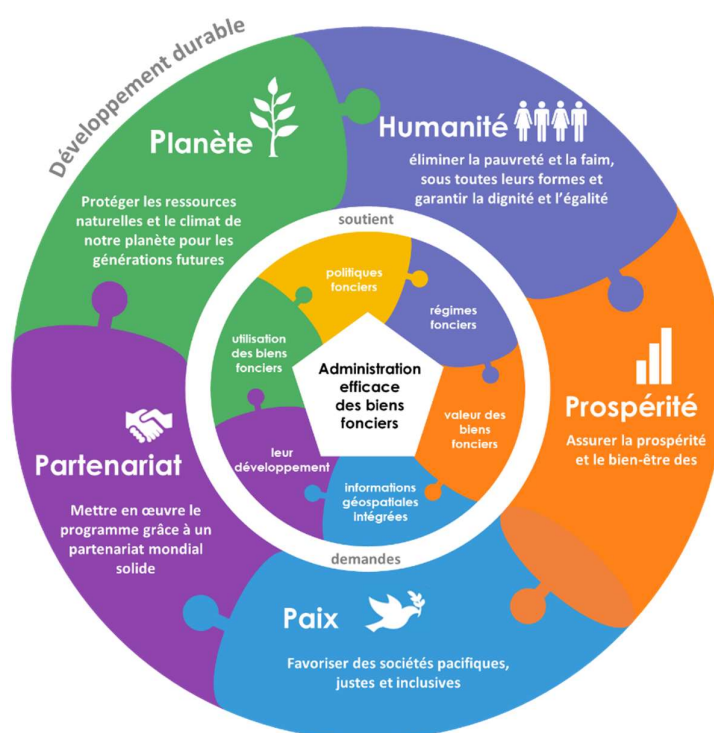 Développement durable
Planète
Protéger les ressources
naturelles et le climat de
notre planète pour les
générations futures
Humanité
éliminer la pauvreté et la faim,
sous toutes leurs formes et
garantir la dignité et l'égalité
Prospérité
Assurer la prospérité
et le bien-être des
Paix
Favoriser des sociétés pacifiques,
justes et inclusives
Partenariat
Mettre en œuvre le
programme grâce à un
partenariat mondial
solide
soutient
politiques
fonciers
régimes
fonciers
valeur des
biens
fonciers
informations
géospatiales
intégrées
leur
développement
utilisation
des biens
fonciers
Administration
efficace
des biens
fonciers
demandes